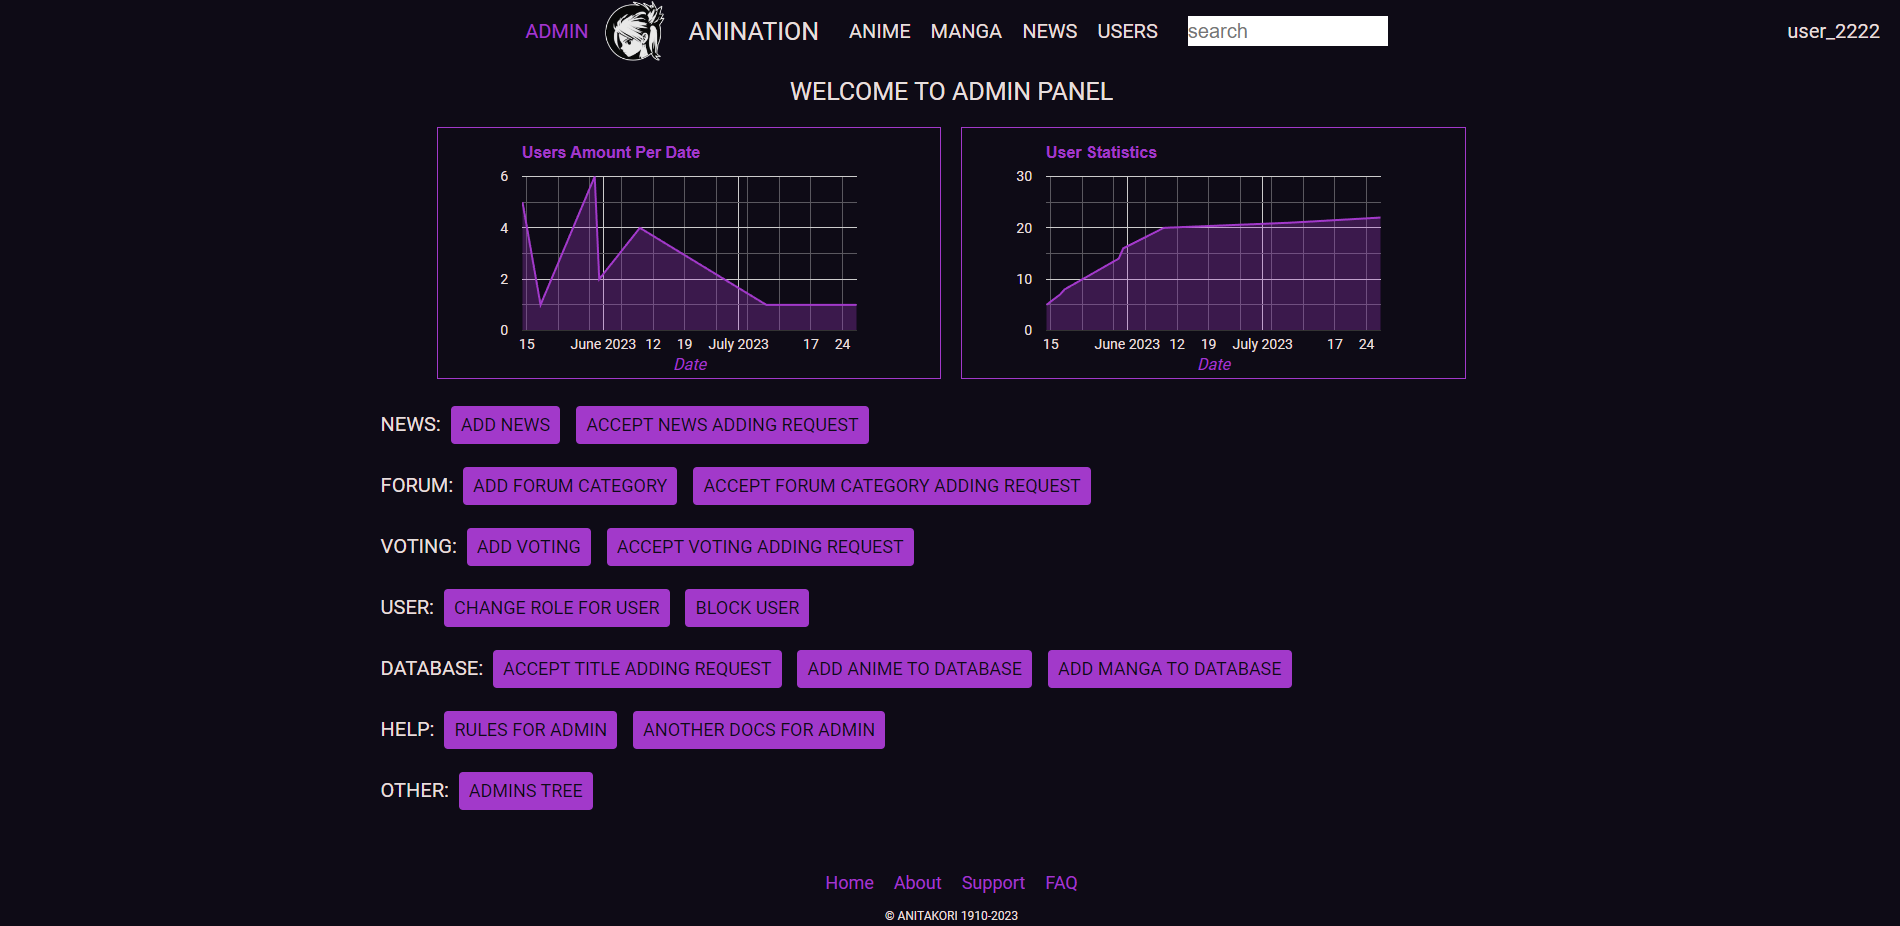 ADMIN ANINATION ANIME MANGA NEWS USERS search user_2222
WELCOME TO ADMIN PANEL
Users Amount Per Date
6
4
2
0
15 June 2023 12 19 July 2023 17 24
Date
User Statistics
30
20
10
0
15 June 2023 12 19 July 2023 17 24
Date
NEWS: ADD NEWS ACCEPT NEWS ADDING REQUEST
FORUM: ADD FORUM CATEGORY ACCEPT FORUM CATEGORY ADDING REQUEST
VOTING: ADD VOTING ACCEPT VOTING ADDING REQUEST
USER: CHANGE ROLE FOR USER BLOCK USER
DATABASE: ACCEPT TITLE ADDING REQUEST ADD ANIME TO DATABASE ADD MANGA TO DATABASE
HELP: RULES FOR ADMIN ANOTHER DOCS FOR ADMIN
OTHER: ADMINS TREE
Home About Support FAQ
© ANITAKORI 1910-2023